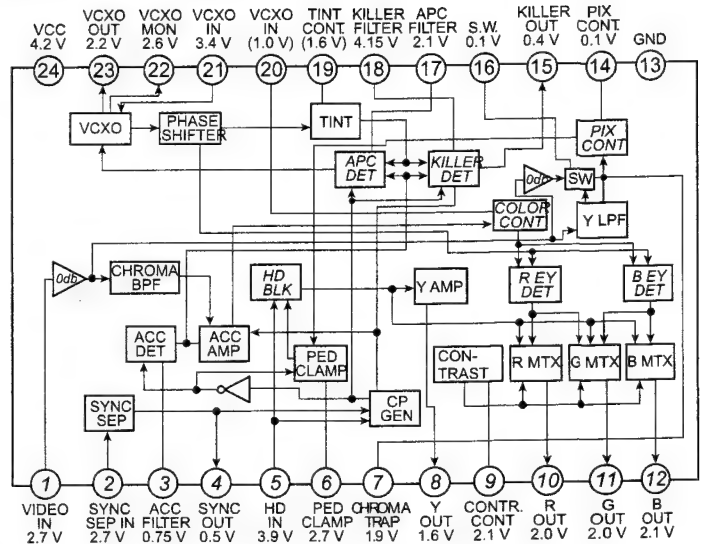 VCC
4.2 V
VCXO
OUT
2.2 V
VCXO
MON
2.6 V
VCXO
IN
3.4 V
VCXO
IN
(1.0 V)
TINT
CONT.
(1.6 V)
KILLER
FILTER
4.15 V
APC
FILTER
2.1 V
S.W.
0.1 V
KILLER
OUT
0.4 V
PIX
CONT.
0.1 V
GND
24
23
22
21
20
19
18
17
16
15
14
13
VCXO
PHASE
SHIFTER
TINT
APC
DET
KILLER
DET
PIX
CONT
0db
SW
COLOR
CONT
Y LPF
0db
CHROMA
BPF
HD
BLK
Y AMP
R EY
DET
B EY
DET
ACC
DET
ACC
AMP
PED
CLAMP
CON-
TRAST
R MTX
G MTX
B MTX
SYNC
SEP
CP
GEN
1
2
3
4
5
6
7
8
9
10
11
12
VIDEO
IN
2.7 V
SYNC
SEP IN
2.7 V
ACC
FILTER
0.75 V
SYNC
OUT
0.5 V
HD
IN
3.9 V
PED
CLAMP
2.7 V
CHROMA
TRAP
1.9 V
Y
OUT
1.6 V
CONTR.
CONT
2.1 V
R
OUT
2.0 V
G
OUT
2.0 V
B
OUT
2.1 V